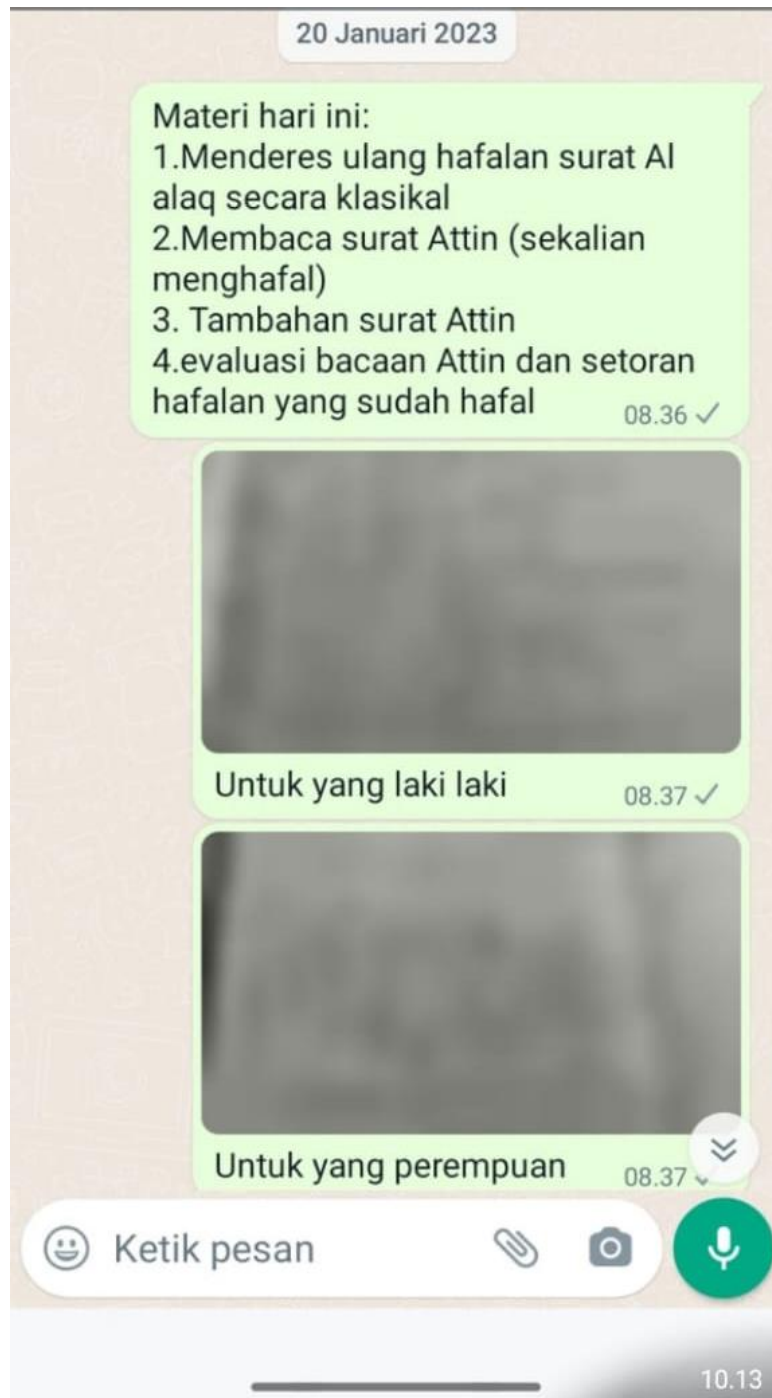 20 Januari 2023
Materi hari ini:
1.Menderes ulang hafalan surat Al
alaq secara klasikal
2.Membaca surat Attin (sekalian
menghafal)
3. Tambahan surat Attin
4.evaluasi bacaan Attin dan setoran
hafalan yang sudah hafal
08.36
Untuk yang laki laki
08.37
Untuk yang perempuan
08.37
Ketik pesan
10.13